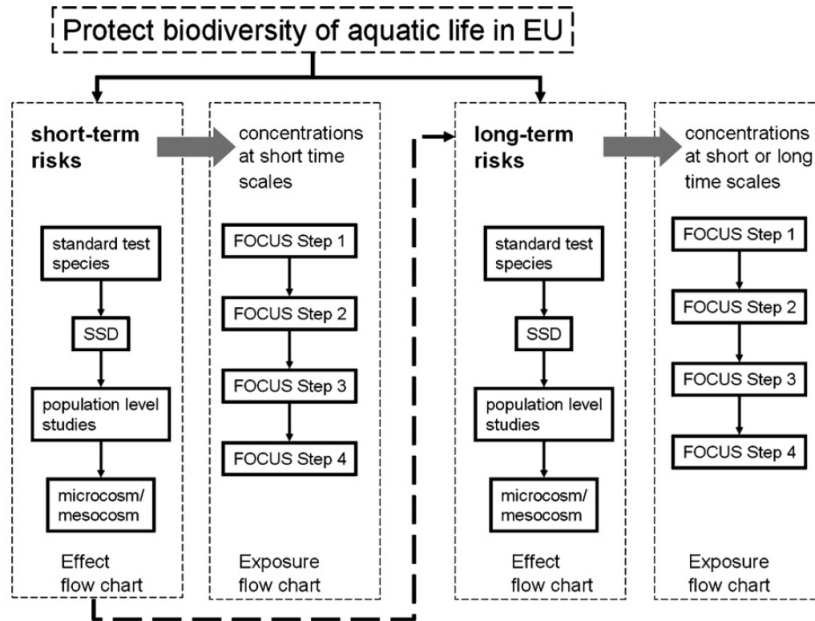 Protect biodiversity of aquatic life in EU
short-term
risks
standard test
species
SSD
population level
studies
microcosm/
mesocosm
Effect
flow chart
concentrations
at short time
scales
FOCUS Step 1
FOCUS Step 2
FOCUS Step 3
FOCUS Step 4
Exposure
flow chart
long-term
risks
standard test
species
SSD
population level
studies
microcosm/
mesocosm
Effect
flow chart
concentrations
at short or long
time scales
FOCUS Step 1
FOCUS Step 2
FOCUS Step 3
FOCUS Step 4
Exposure
flow chart